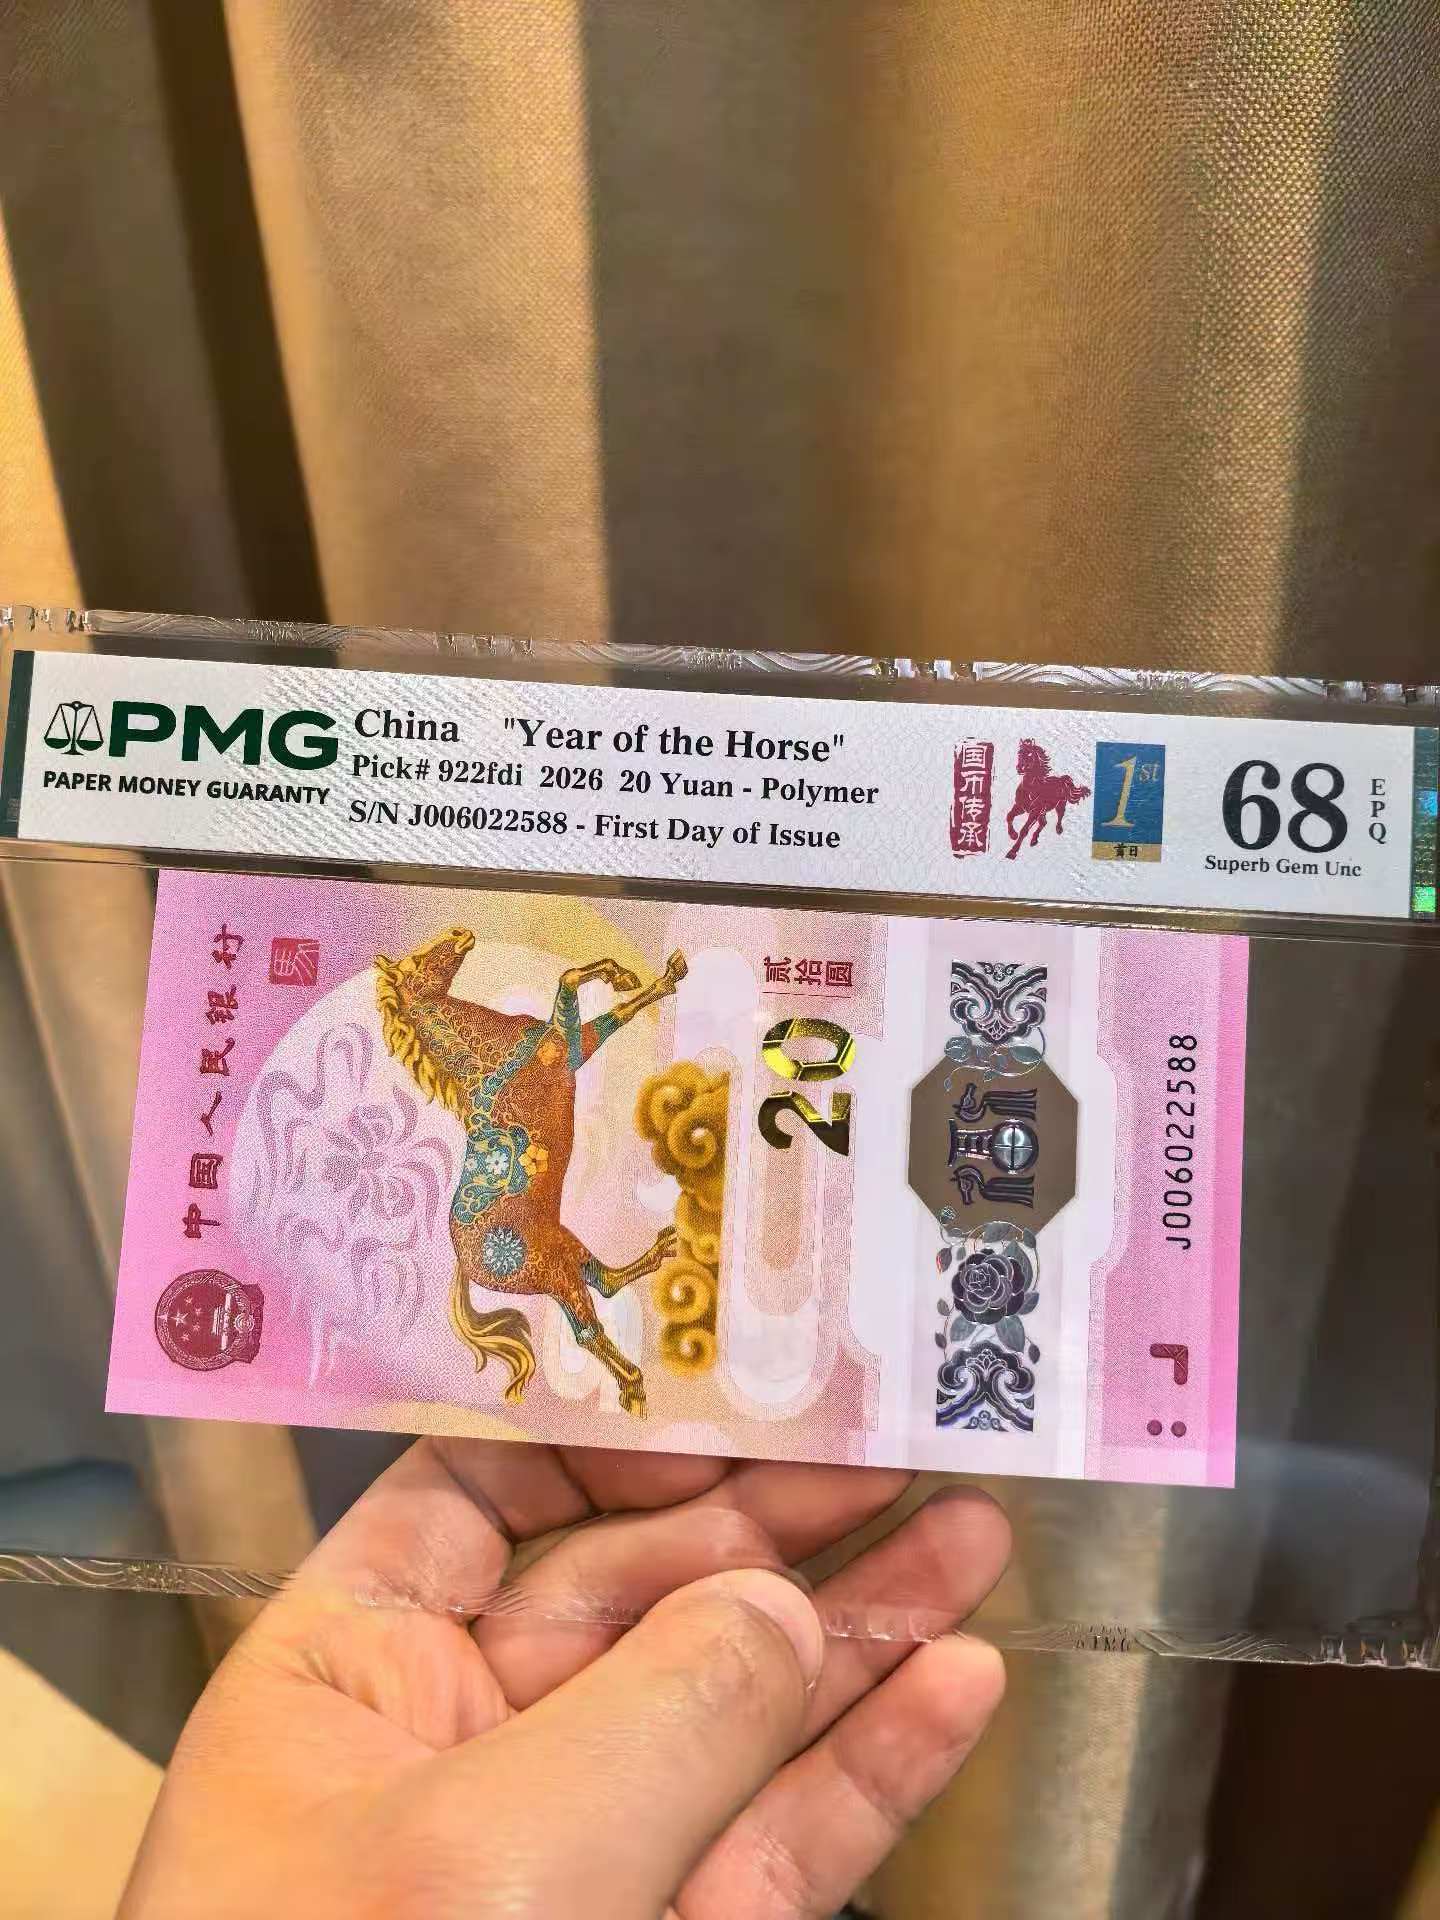 PMG
PAPER MONEY GUARANTY
China "Year of the Horse"
Pick# 922fdi 2026 20 Yuan - Polymer
S/N J006022588 - First Day of Issue
国币传承
1st
首日
68
EPQ
Superb Gem Unc
中国人民银行
贰拾圆
20
J006022588